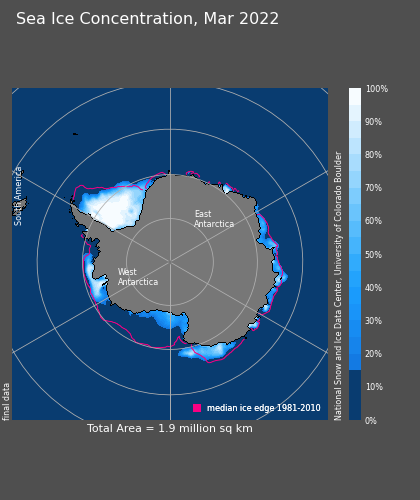 Sea Ice Concentration, Mar 2022
South America
East
Antarctica
West
Antarctica
final data
median ice edge 1981-2010
Total Area = 1.9 million sq km
100%
90%
80%
70%
60%
50%
40%
30%
20%
10%
0%
National Snow and Ice Data Center, University of Colorado Boulder